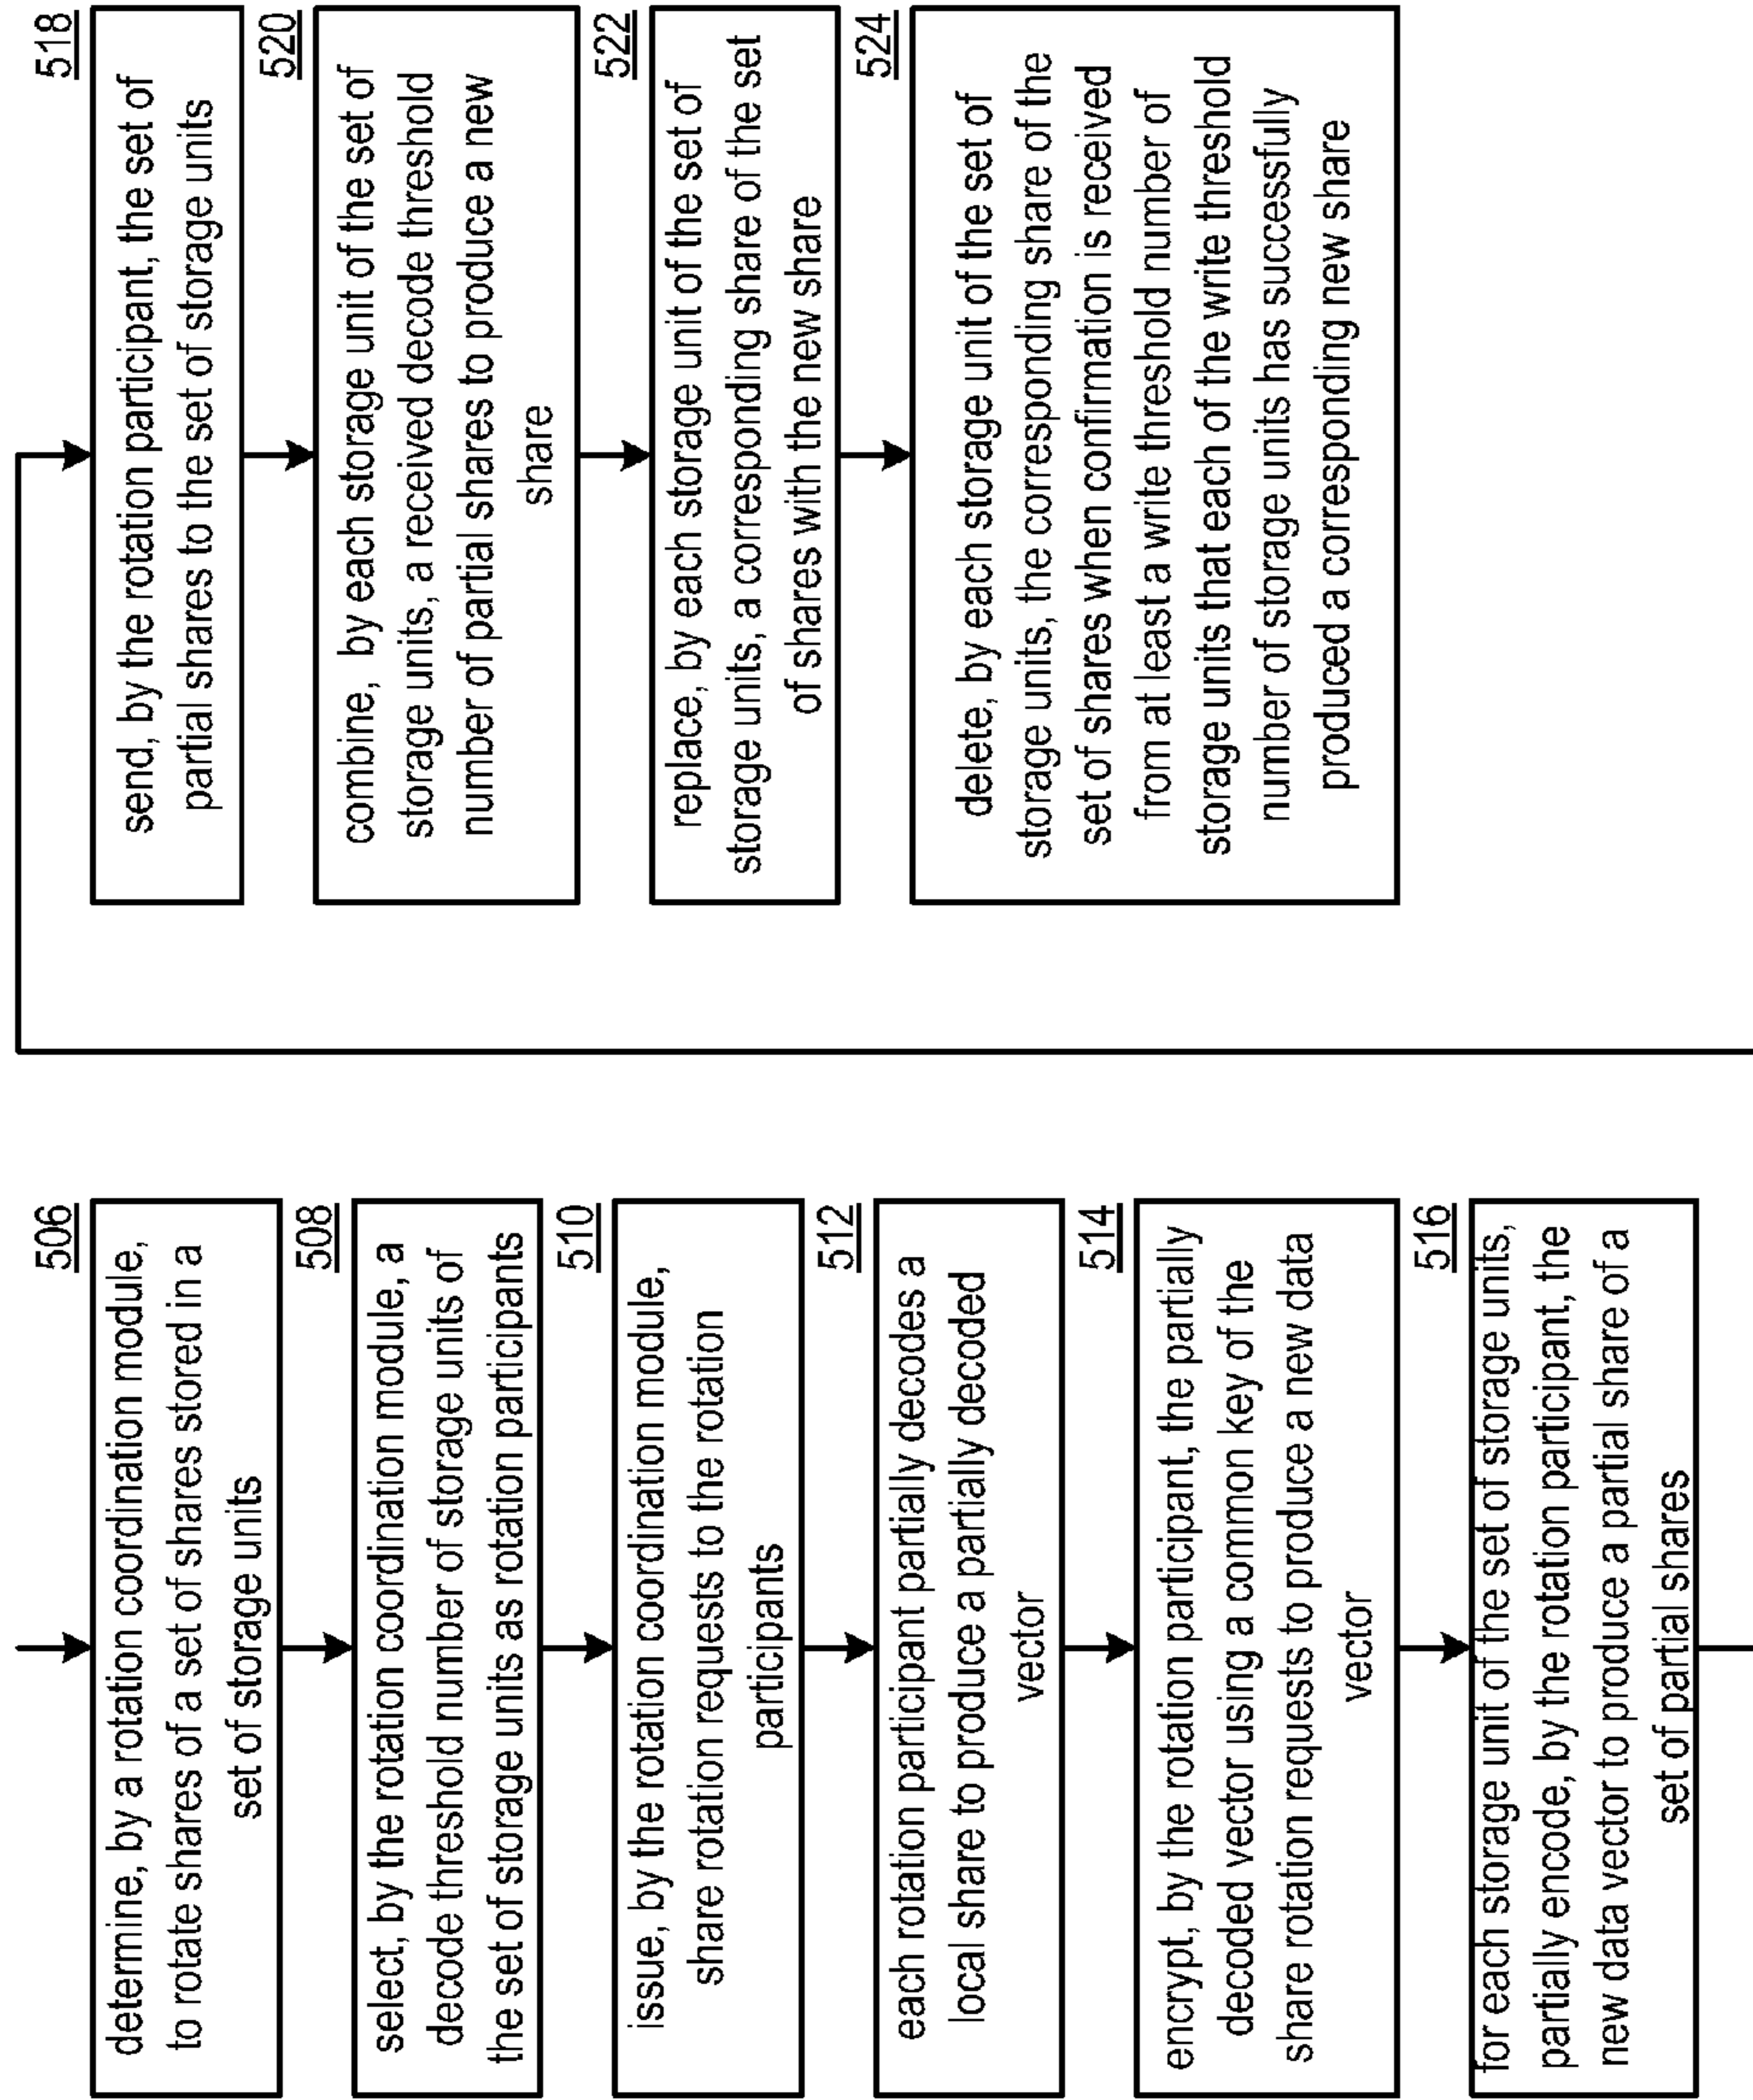 506
determine, by a rotation coordination module,
to rotate shares of a set of shares stored in a
set of storage units
508
select, by the rotation coordination module, a
decode threshold number of storage units of
the set of storage units as rotation participants
510
issue, by the rotation coordination module,
share rotation requests to the rotation
participants
512
each rotation participant partially decodes a
local share to produce a partially decoded
vector
514
encrypt, by the rotation participant, the partially
decoded vector using a common key of the
share rotation requests to produce a new data
vector
516
for each storage unit of the set of storage units,
partially encode, by the rotation participant, the
new data vector to produce a partial share of a
set of partial shares
518
send, by the rotation participant, the set of
partial shares to the set of storage units
520
combine, by each storage unit of the set of
storage units, a received decode threshold
number of partial shares to produce a new
share
522
replace, by each storage unit of the set of
storage units, a corresponding share of the set
of shares with the new share
524
delete, by each storage unit of the set of
storage units, the corresponding share of the
set of shares when confirmation is received
from at least a write threshold number of
storage units that each of the write threshold
number of storage units has successfully
produced a corresponding new share